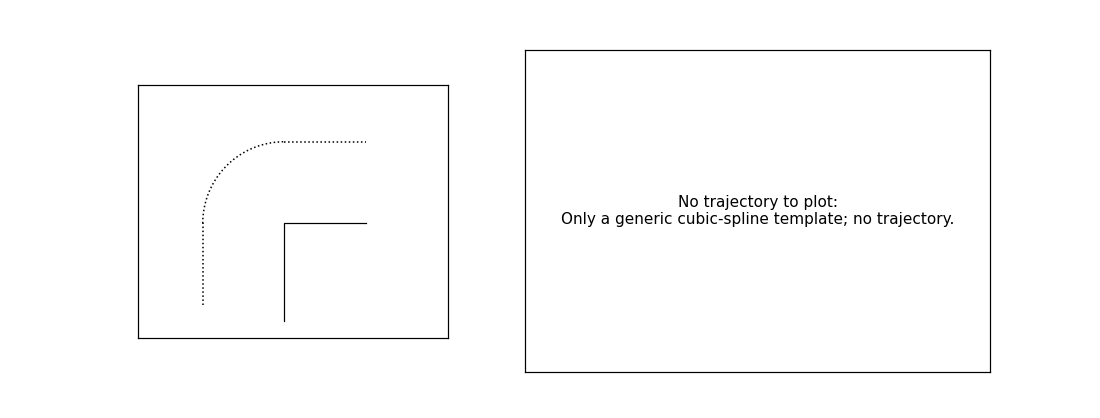 No trajectory to plot:
Only a generic cubic-spline template; no trajectory.